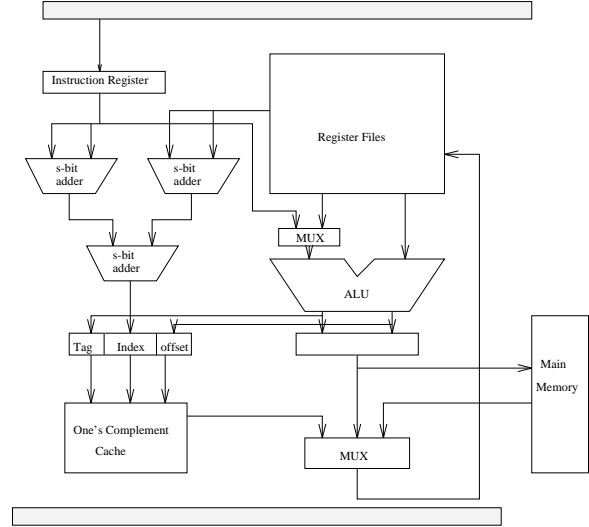 Instruction Register
Register Files
s-bit
adder
s-bit
adder
MUX
s-bit
adder
ALU
Tag
Index
offset
Main
Memory
One's Complement
Cache
MUX